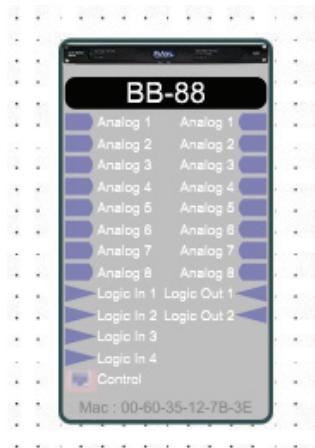 BB-88
Analog 1 Analog 1
Analog 2 Analog 2
Analog 3 Analog 3
Analog 4 Analog 4
Analog 5 Analog 5
Analog 6 Analog 6
Analog 7 Analog 7
Analog 8 Analog 8
Logic In 1 Logic Out 1
Logic In 2 Logic Out 2
Logic In 3
Logic In 4
Control
Mac : 00-60-35-12-7B-3E